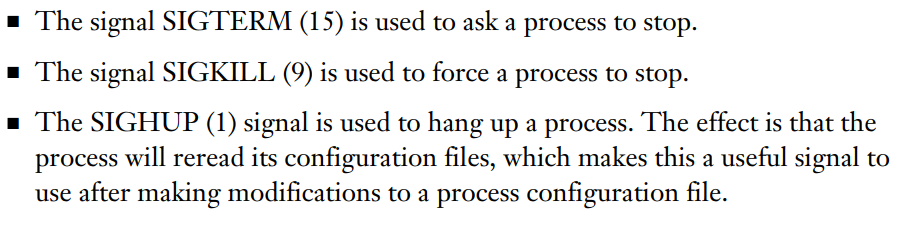 ▪ The signal SIGTERM (15) is used to ask a process to stop.
▪ The signal SIGKILL (9) is used to force a process to stop.
▪ The SIGHUP (1) signal is used to hang up a process. The effect is that the
process will reread its configuration files, which makes this a useful signal to
use after making modifications to a process configuration file.